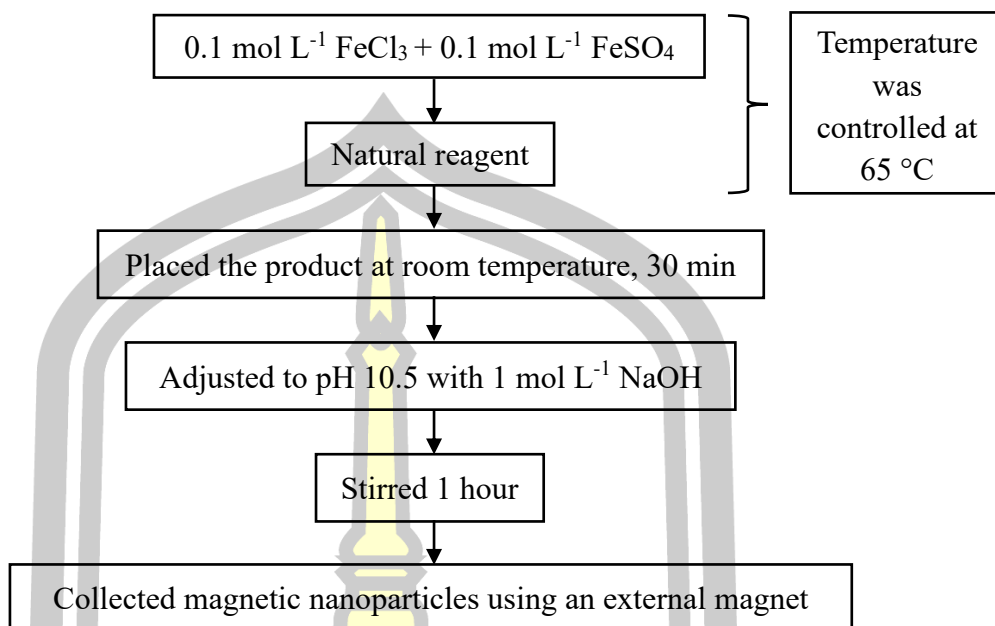 0.1 mol L⁻¹ FeCl₃ + 0.1 mol L⁻¹ FeSO₄
Temperature
was
controlled at
65 °C
Natural reagent
Placed the product at room temperature, 30 min
Adjusted to pH 10.5 with 1 mol L⁻¹ NaOH
Stirred 1 hour
Collected magnetic nanoparticles using an external magnet